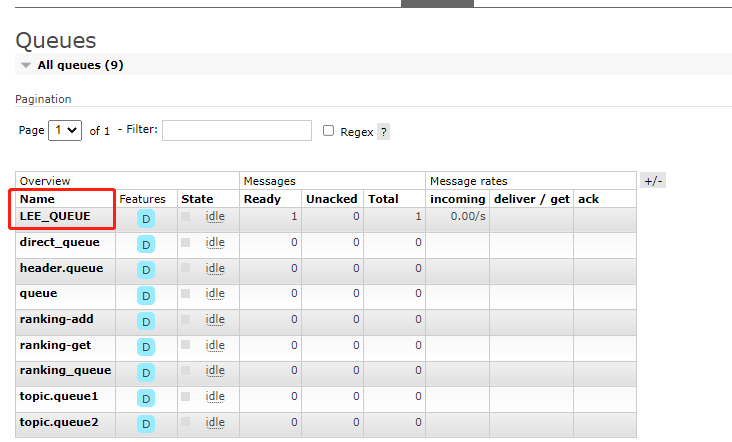 Queues
All queues (9)
Pagination
Page 1 of 1 - Filter: Regex ?
Overview Messages Message rates +/-
Name Features State Ready Unacked Total incoming deliver / get ack
LEE_QUEUE D idle 1 0 1 0.00/s
direct_queue D idle 0 0 0
header.queue D idle 0 0 0
queue D idle 0 0 0
ranking-add D idle 0 0 0
ranking-get D idle 0 0 0
ranking_queue D idle 0 0 0
topic.queue1 D idle 0 0 0
topic.queue2 D idle 0 0 0